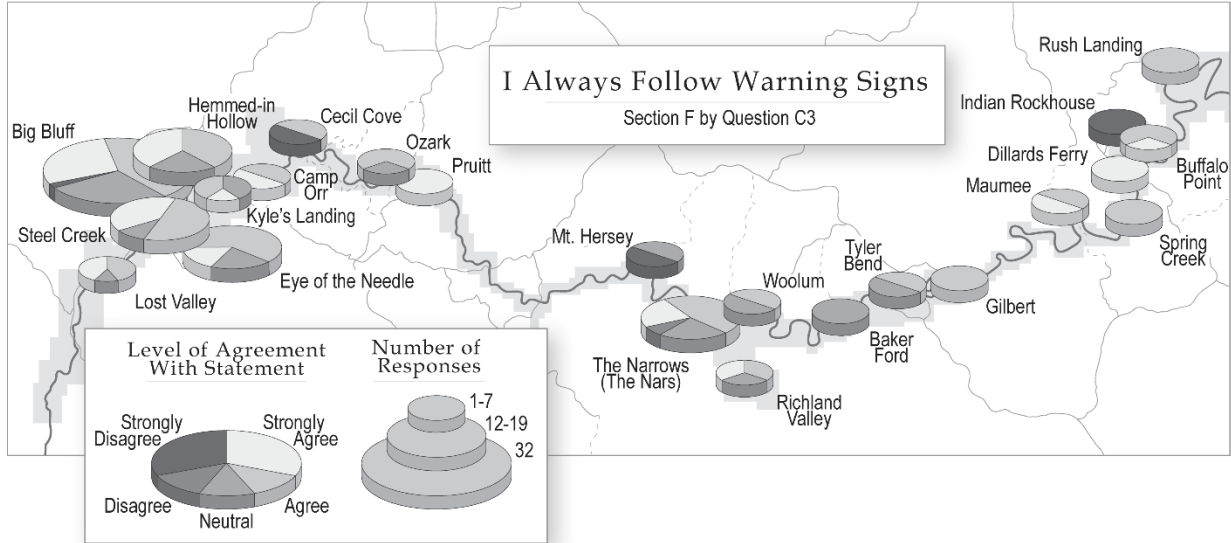 I Always Follow Warning Signs
Section F by Question C3
Rush Landing
Indian Rockhouse
Dillards Ferry
Buffalo
Point
Maumee
Spring
Creek
Hemmed-in
Hollow
Cecil Cove
Big Bluff
Ozark
Pruitt
Camp
Orr
Kyle's Landing
Steel Creek
Eye of the Needle
Lost Valley
Mt. Hersey
Woolum
Tyler
Bend
Gilbert
Baker
Ford
The Narrows
(The Nars)
Richland
Valley
Level of Agreement
With Statement
Strongly
Disagree
Strongly
Agree
Disagree
Neutral
Agree
Number of
Responses
1-7
12-19
32